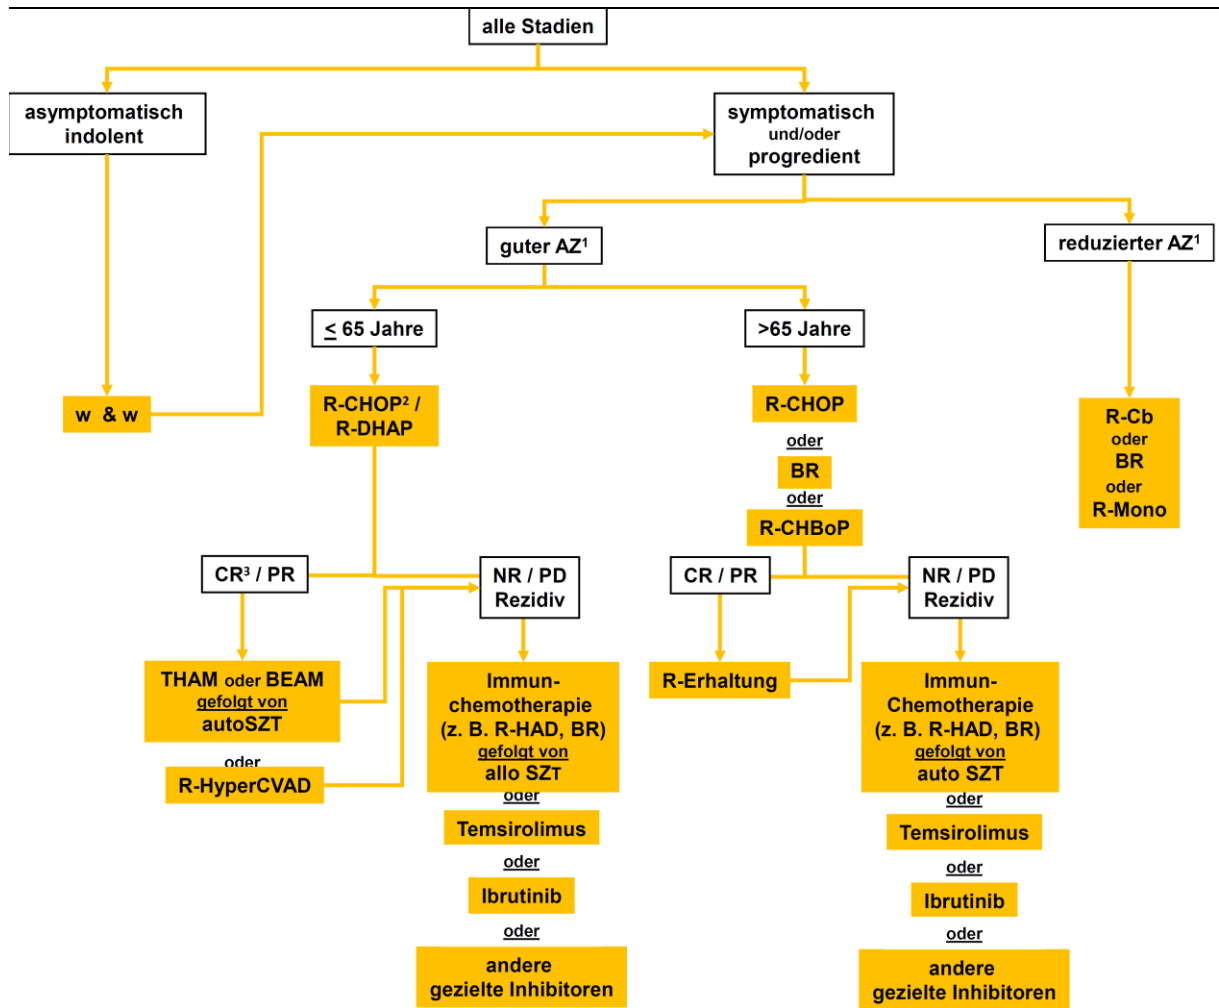 alle Stadien
asymptomatisch
indolent
symptomatisch
und/oder
progredient
guter AZ¹
reduzierter AZ¹
≤ 65 Jahre
>65 Jahre
w & w
R-CHOP² /
R-DHAP
R-CHOP
oder
BR
oder
R-CHBoP
R-Cb
oder
BR
oder
R-Mono
CR³ / PR
NR / PD
Rezidiv
CR / PR
NR / PD
Rezidiv
THAM oder BEAM
gefolgt von
autoSZT
oder
R-HyperCVAD
Immun-
chemotherapie
(z. B. R-HAD, BR)
gefolgt von
allo SZT
oder
Temsirolimus
oder
Ibrutinib
oder
andere
gezielte Inhibitoren
R-Erhaltung
Immun-
Chemotherapie
(z. B. R-HAD, BR)
gefolgt von
auto SZT
oder
Temsirolimus
oder
Ibrutinib
oder
andere
gezielte Inhibitoren